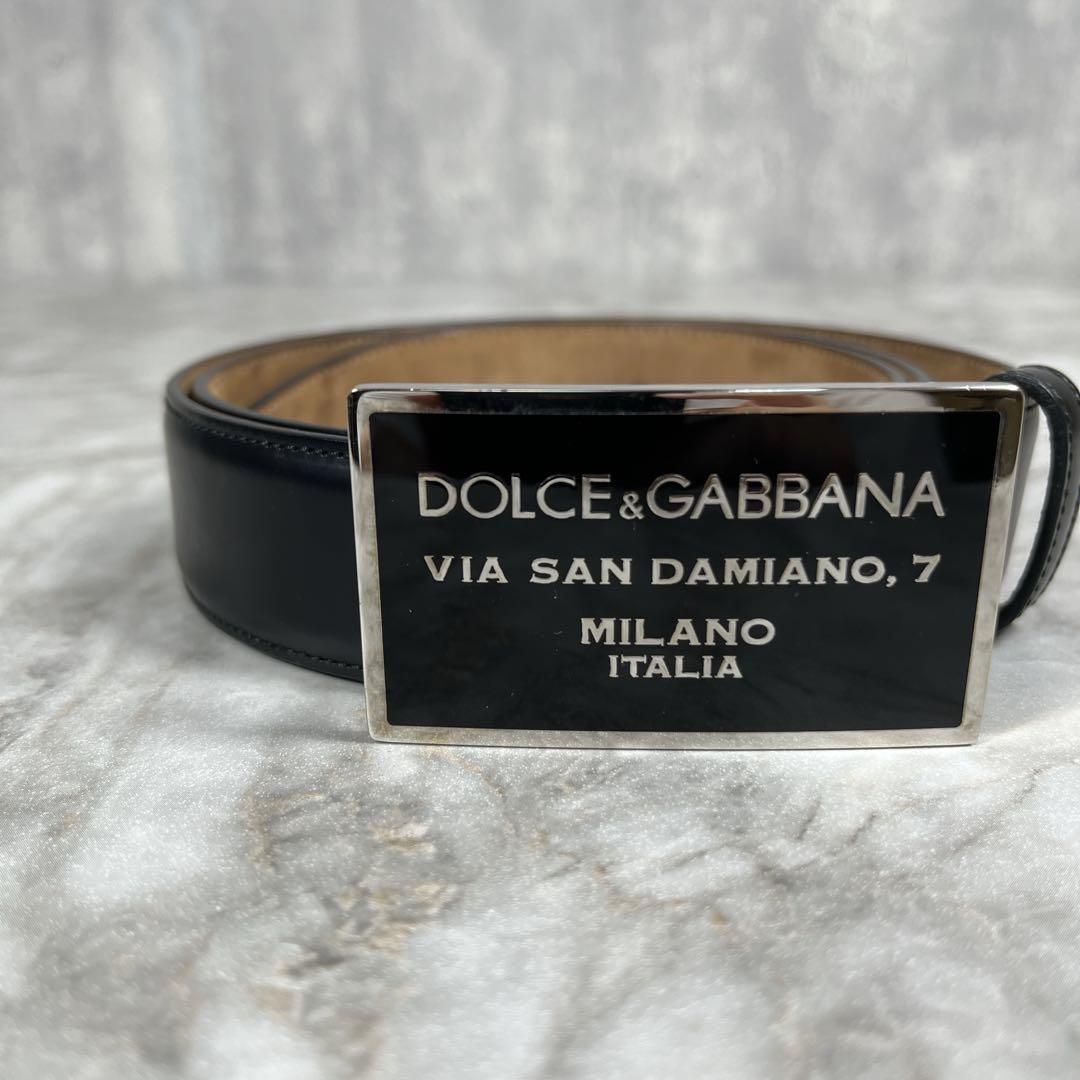 DOLCE&GABBANA
VIA SAN DAMIANO, 7
MILANO
ITALIA